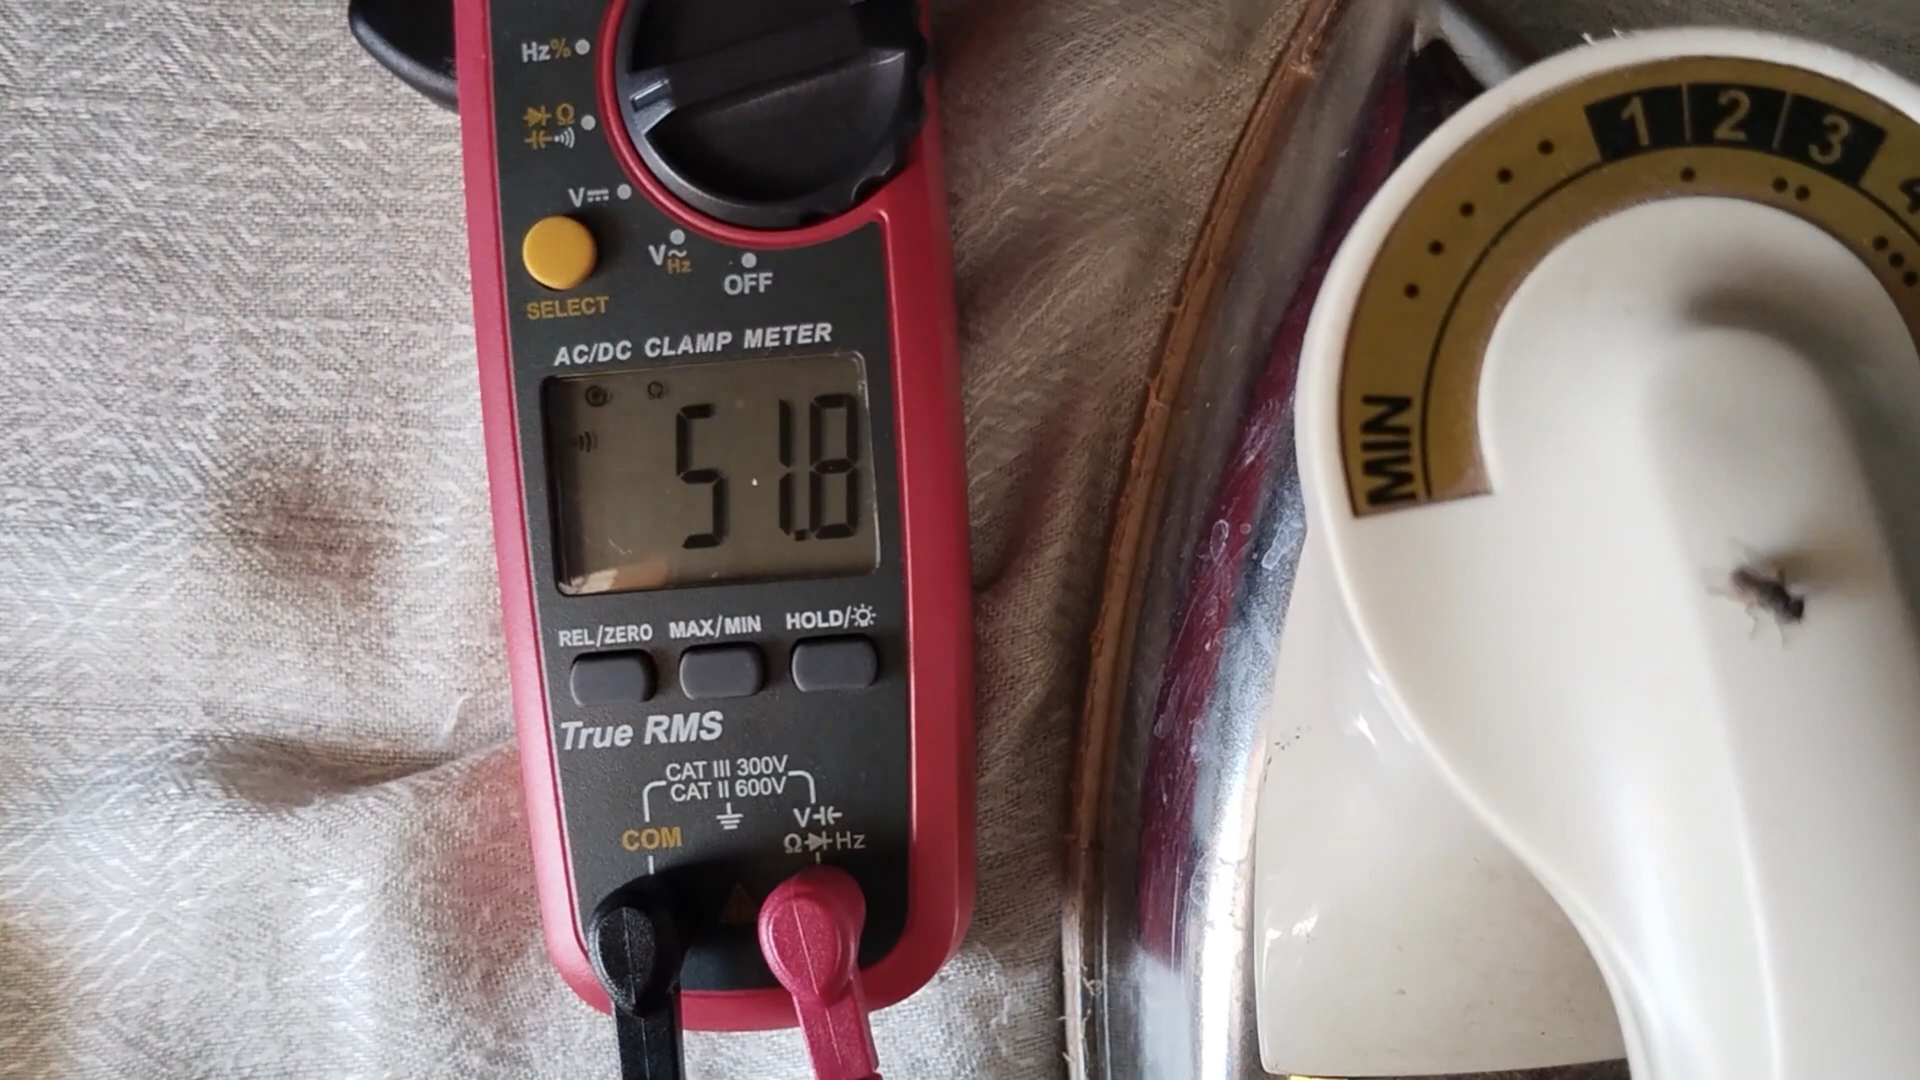 Hz%
Ω
V
V~
Hz
OFF
SELECT
AC/DC CLAMP METER
Ω
51.8
REL/ZERO MAX/MIN HOLD/
True RMS
CAT III 300V
CAT II 600V
COM
V
Ω Hz
1 2 3 4
MIN